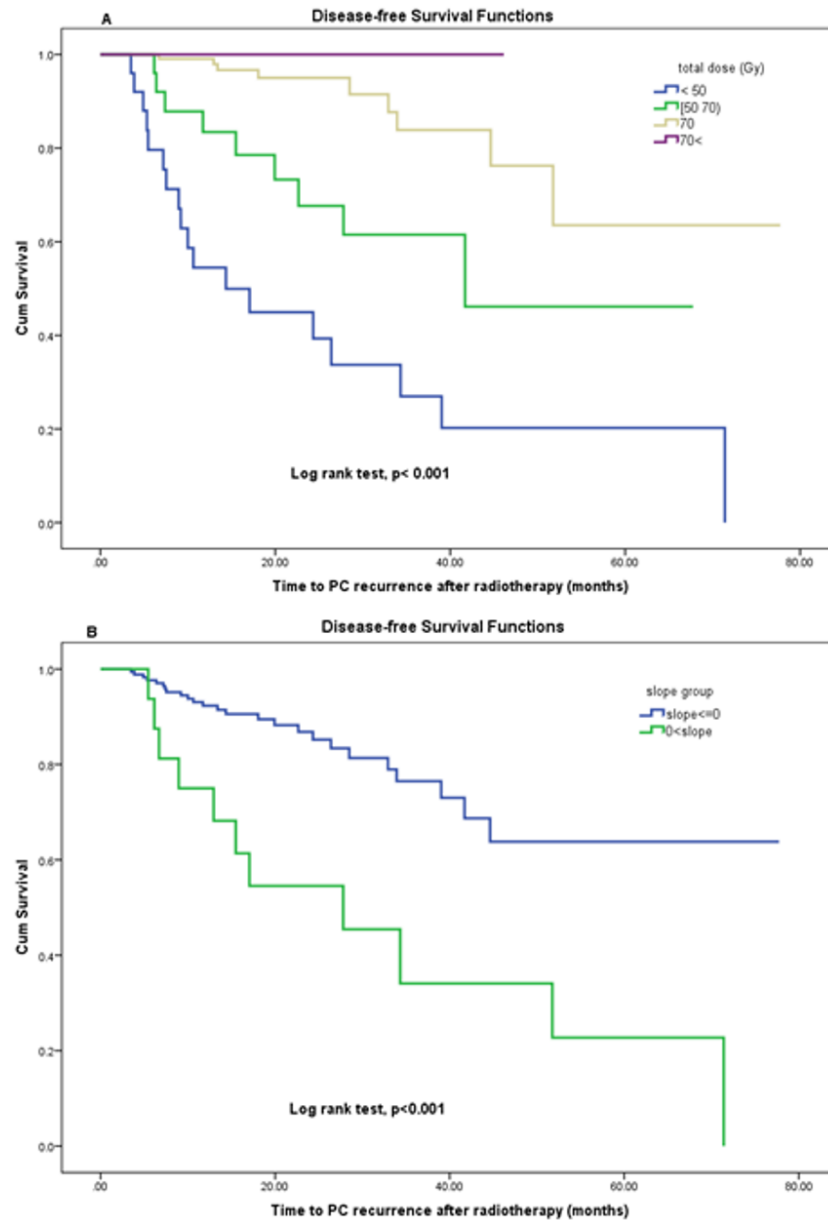 A
Disease-free Survival Functions
total dose (Gy)
< 50
[50 70)
70
70<
1.0
0.8
0.6
0.4
0.2
0.0
Cum Survival
Log rank test, p< 0.001
.00 20.00 40.00 60.00 80.00
Time to PC recurrence after radiotherapy (months)
B
Disease-free Survival Functions
slope group
slope<=0
0<slope
1.0
0.8
0.6
0.4
0.2
0.0
Cum Survival
Log rank test, p<0.001
.00 20.00 40.00 60.00 80.00
Time to PC recurrence after radiotherapy (months)